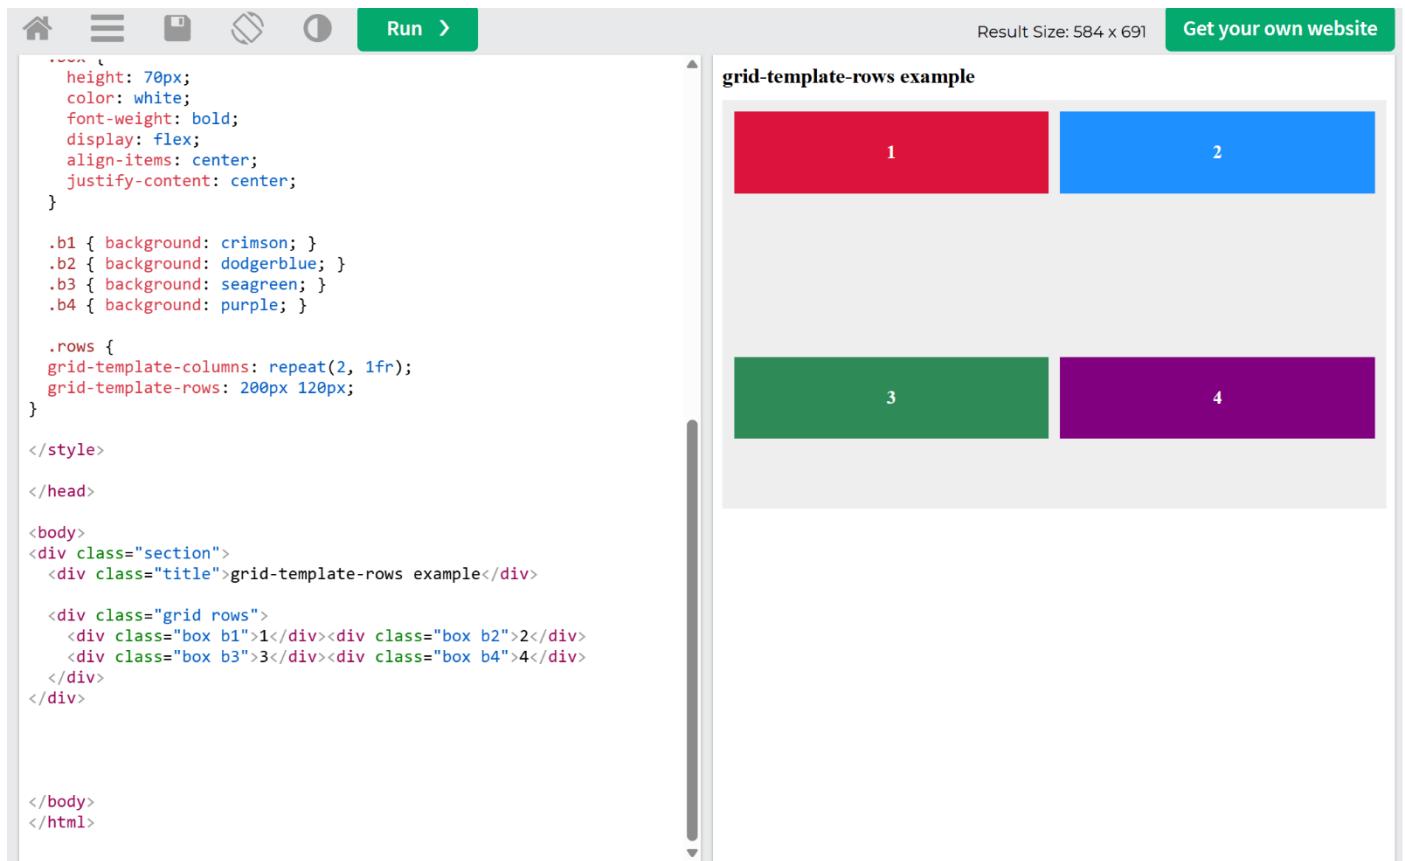 Run ❯
Result Size: 584 x 691
Get your own website
.box {
height: 70px;
color: white;
font-weight: bold;
display: flex;
align-items: center;
justify-content: center;
}
.b1 { background: crimson; }
.b2 { background: dodgerblue; }
.b3 { background: seagreen; }
.b4 { background: purple; }
.rows {
grid-template-columns: repeat(2, 1fr);
grid-template-rows: 200px 120px;
}
</style>
</head>
<body>
<div class="section">
<div class="title">grid-template-rows example</div>
<div class="grid rows">
<div class="box b1">1</div><div class="box b2">2</div>
<div class="box b3">3</div><div class="box b4">4</div>
</div>
</div>
</body>
</html>
grid-template-rows example
1
2
3
4